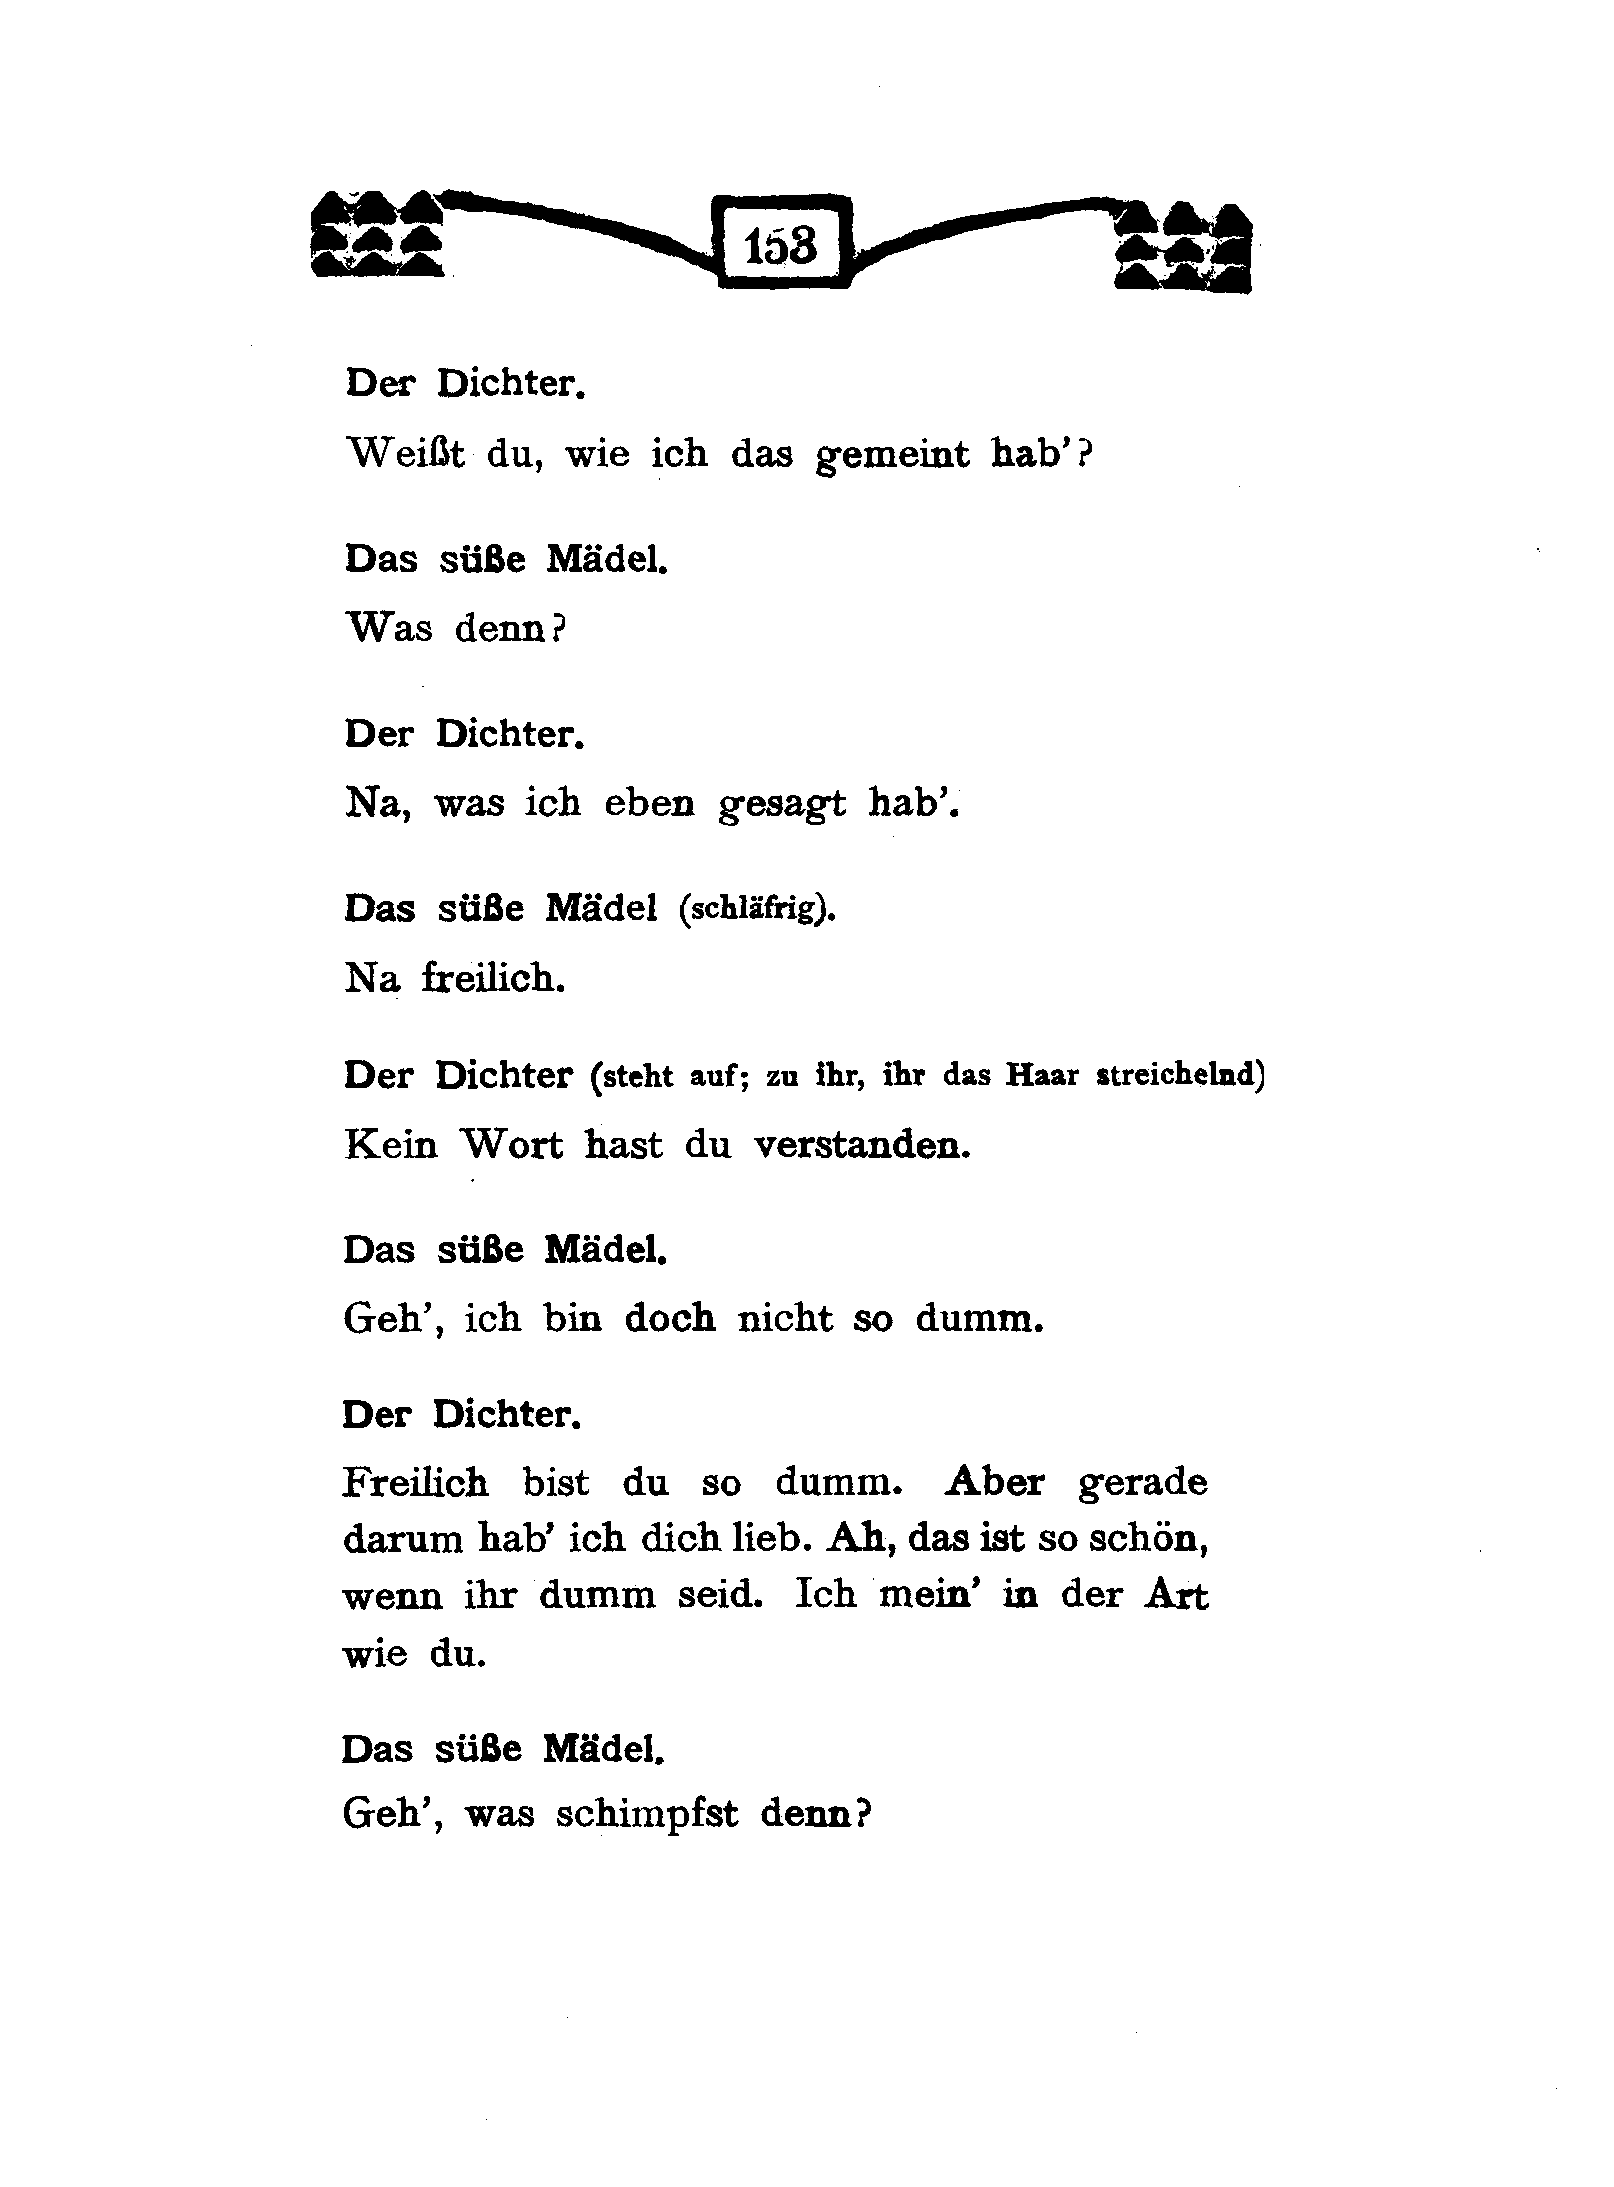 153
Der Dichter.
Weißt du, wie ich das gemeint hab'?
Das süße Mädel.
Was denn?
Der Dichter.
Na, was ich eben gesagt hab'.
Das süße Mädel (schläfrig).
Na freilich.
Der Dichter (steht auf; zu ihr, ihr das Haar streichelnd)
Kein Wort hast du verstanden.
Das süße Mädel.
Geh', ich bin doch nicht so dumm.
Der Dichter.
Freilich bist du so dumm. Aber gerade
darum hab' ich dich lieb. Ah, das ist so schön,
wenn ihr dumm seid. Ich mein' in der Art
wie du.
Das süße Mädel.
Geh', was schimpfst denn?